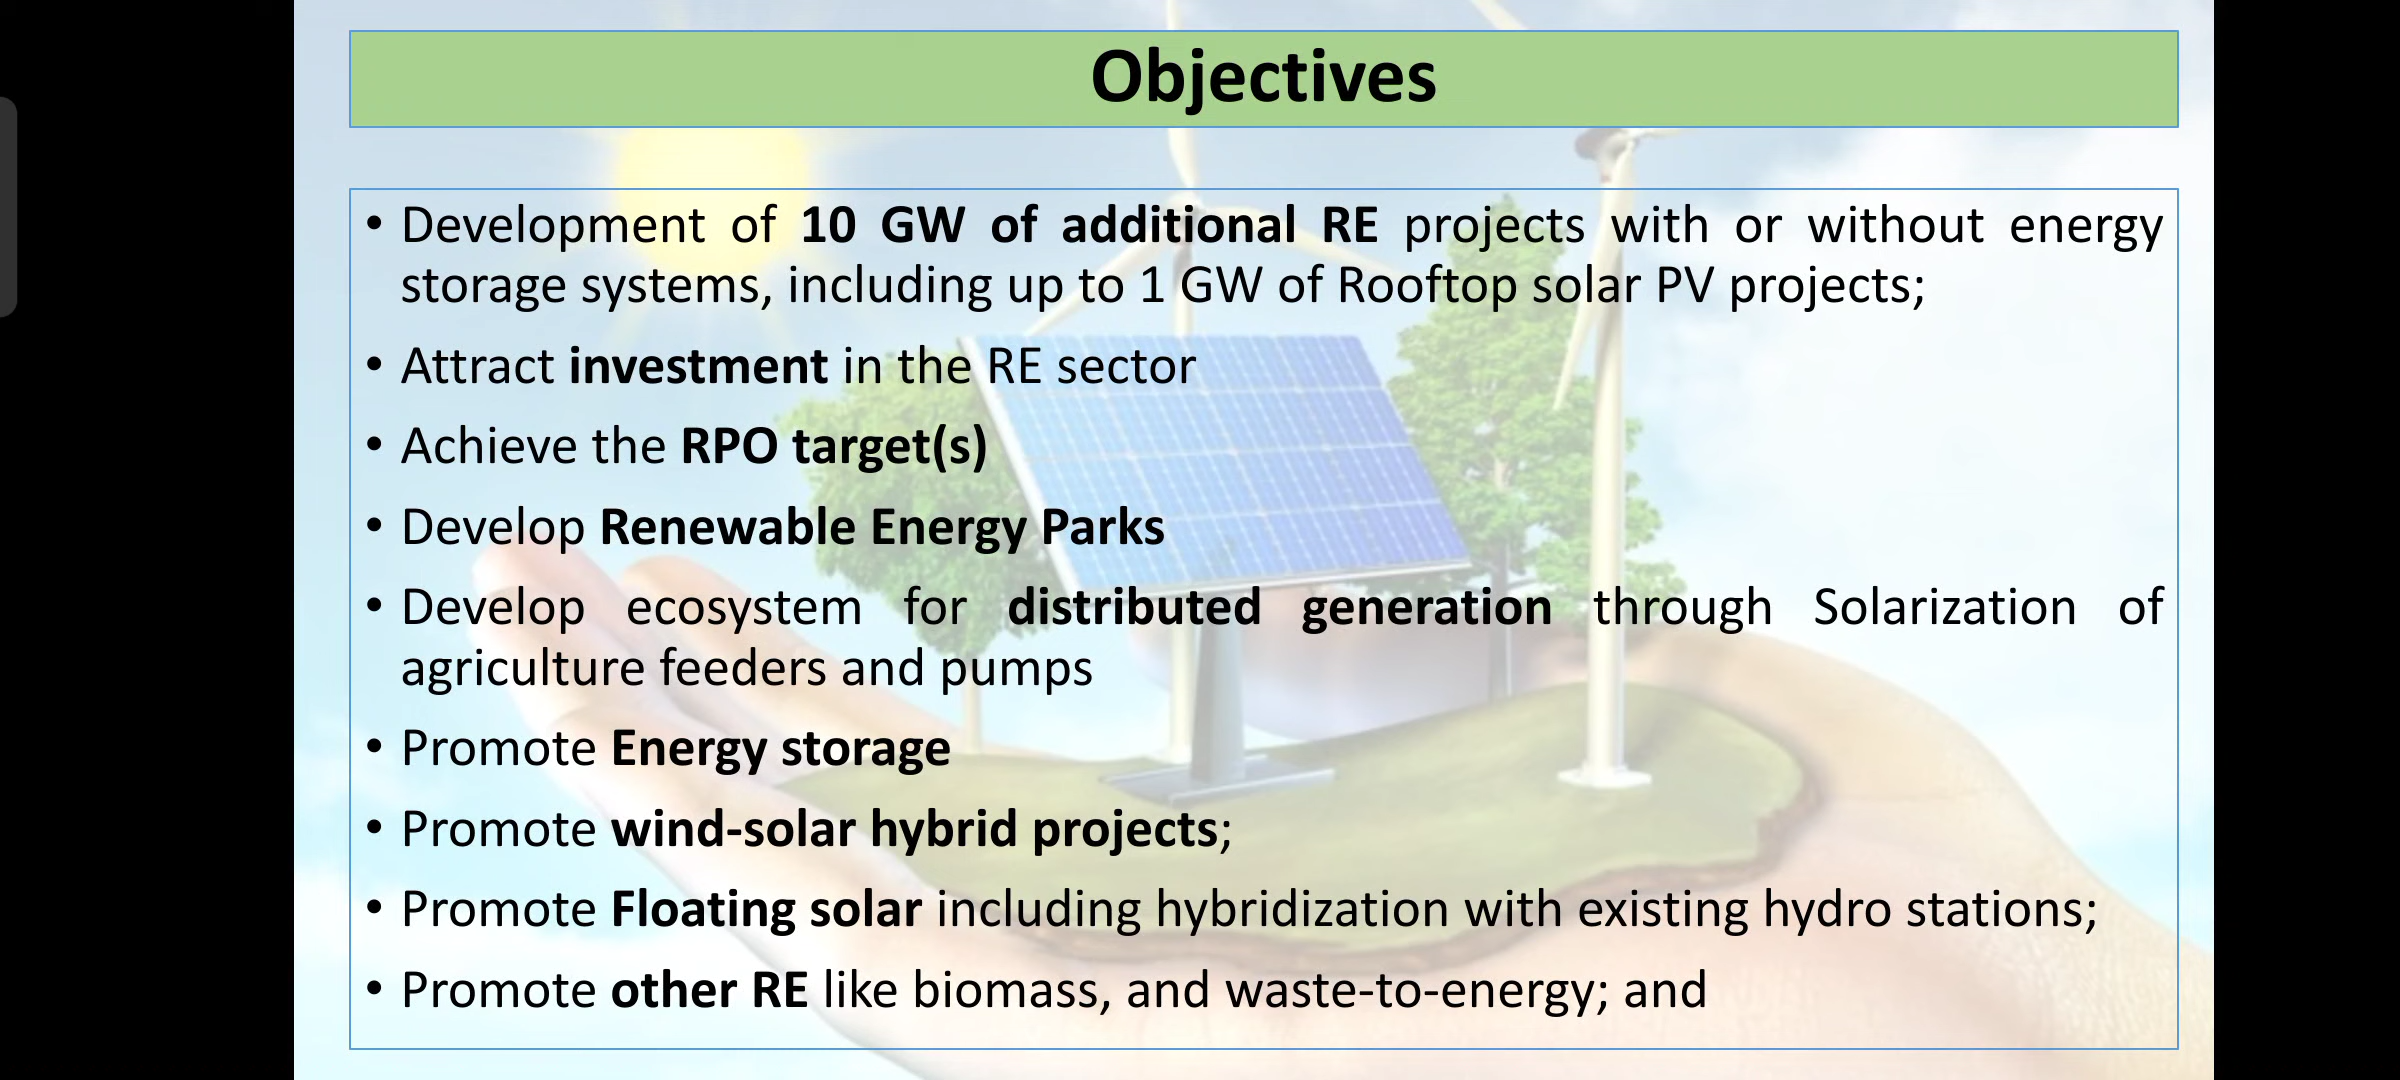 Objectives
• Development of 10 GW of additional RE projects with or without energy
storage systems, including up to 1 GW of Rooftop solar PV projects;
• Attract investment in the RE sector
• Achieve the RPO target(s)
• Develop Renewable Energy Parks
• Develop ecosystem for distributed generation through Solarization of
agriculture feeders and pumps
• Promote Energy storage
• Promote wind-solar hybrid projects;
• Promote Floating solar including hybridization with existing hydro stations;
• Promote other RE like biomass, and waste-to-energy; and